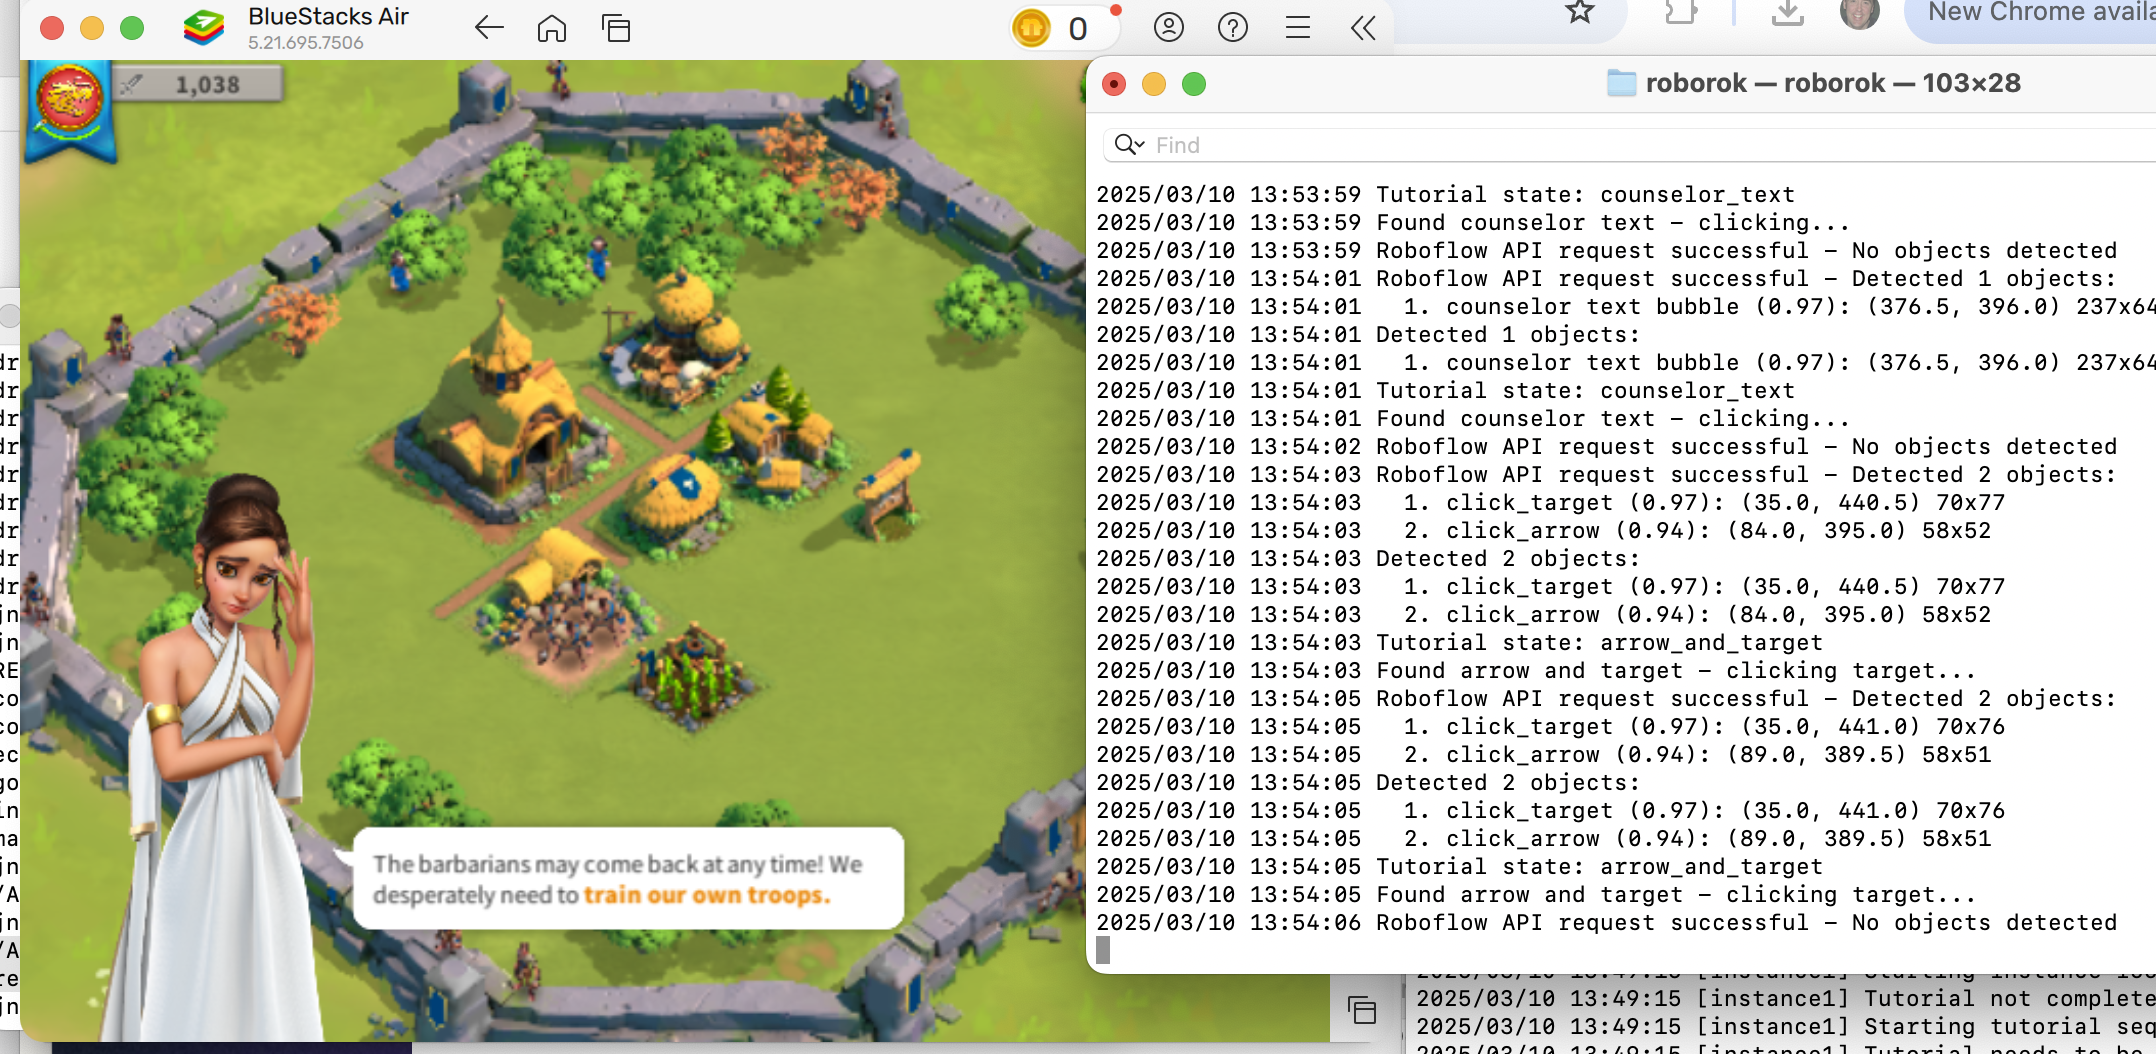 BlueStacks Air
5.21.695.7506
0
New Chrome availa
1,038
roborok — roborok — 103×28
Find
2025/03/10 13:53:59 Tutorial state: counselor_text
2025/03/10 13:53:59 Found counselor text – clicking...
2025/03/10 13:53:59 Roboflow API request successful – No objects detected
2025/03/10 13:54:01 Roboflow API request successful – Detected 1 objects:
2025/03/10 13:54:01   1. counselor text bubble (0.97): (376.5, 396.0) 237x64
2025/03/10 13:54:01 Detected 1 objects:
2025/03/10 13:54:01   1. counselor text bubble (0.97): (376.5, 396.0) 237x64
2025/03/10 13:54:01 Tutorial state: counselor_text
2025/03/10 13:54:01 Found counselor text – clicking...
2025/03/10 13:54:02 Roboflow API request successful – No objects detected
2025/03/10 13:54:03 Roboflow API request successful – Detected 2 objects:
2025/03/10 13:54:03   1. click_target (0.97): (35.0, 440.5) 70x77
2025/03/10 13:54:03   2. click_arrow (0.94): (84.0, 395.0) 58x52
2025/03/10 13:54:03 Detected 2 objects:
2025/03/10 13:54:03   1. click_target (0.97): (35.0, 440.5) 70x77
2025/03/10 13:54:03   2. click_arrow (0.94): (84.0, 395.0) 58x52
2025/03/10 13:54:03 Tutorial state: arrow_and_target
2025/03/10 13:54:03 Found arrow and target – clicking target...
2025/03/10 13:54:05 Roboflow API request successful – Detected 2 objects:
2025/03/10 13:54:05   1. click_target (0.97): (35.0, 441.0) 70x76
2025/03/10 13:54:05   2. click_arrow (0.94): (89.0, 389.5) 58x51
2025/03/10 13:54:05 Detected 2 objects:
2025/03/10 13:54:05   1. click_target (0.97): (35.0, 441.0) 70x76
2025/03/10 13:54:05   2. click_arrow (0.94): (89.0, 389.5) 58x51
2025/03/10 13:54:05 Tutorial state: arrow_and_target
2025/03/10 13:54:05 Found arrow and target – clicking target...
2025/03/10 13:54:06 Roboflow API request successful – No objects detected
The barbarians may come back at any time! We
desperately need to train our own troops.
2025/03/10 13:49:15 [instance1] Starting instance
2025/03/10 13:49:15 [instance1] Tutorial not complete
2025/03/10 13:49:15 [instance1] Starting tutorial seq
[instance1] Tutorial needs to be